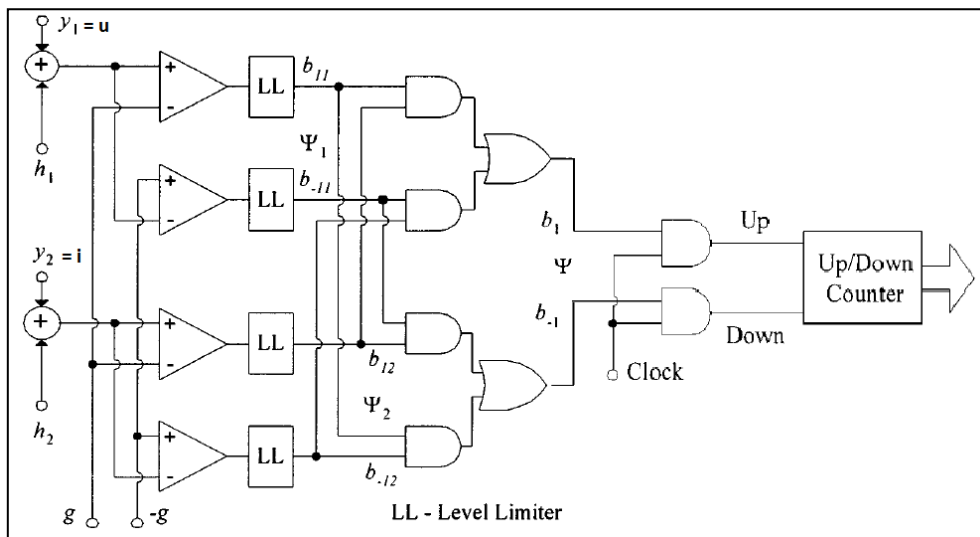 y₁ = u
+
h₁
y₂ = i
+
h₂
g
-g
+
-
+
-
+
-
+
-
LL
LL
LL
LL
b₁₁
Ψ₁
b₋₁₁
b₁₂
Ψ₂
b₋₁₂
b₁
Ψ
b₋₁
Up
Down
Clock
Up/Down
Counter
LL - Level Limiter